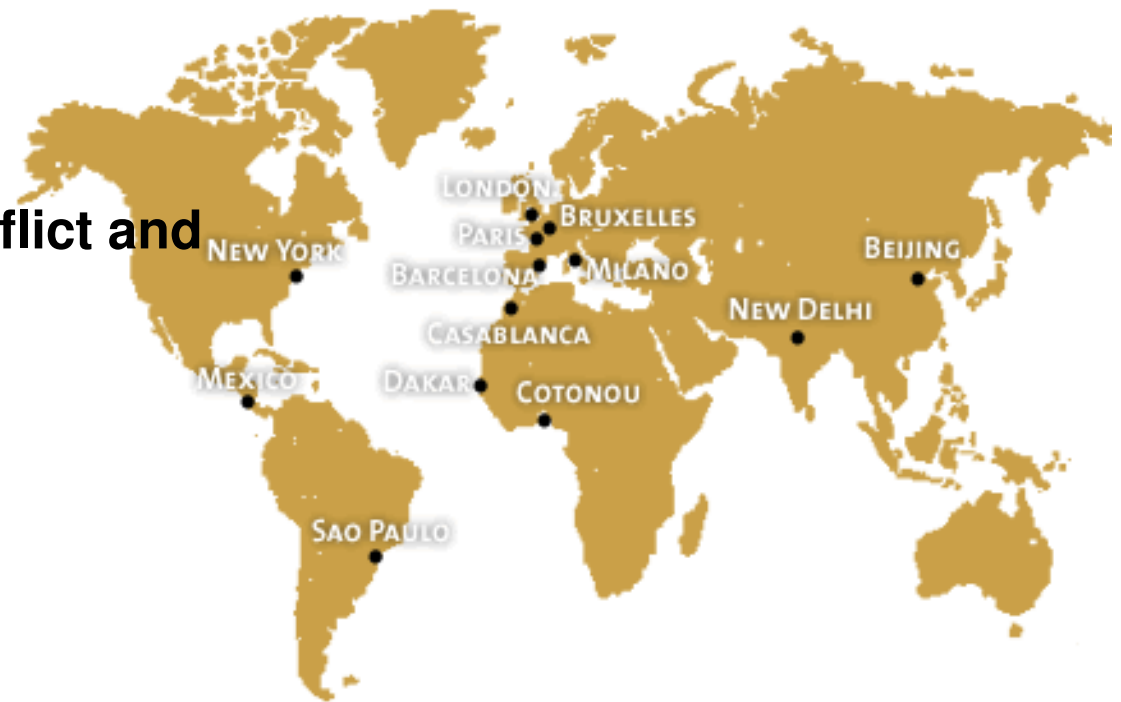 LONDON
BRUXELLES
flict and
PARIS
NEW YORK
BEIJING
BARCELONA
MILANO
NEW DELHI
CASABLANCA
MEXICO
DAKAR
COTONOU
SAO PAULO